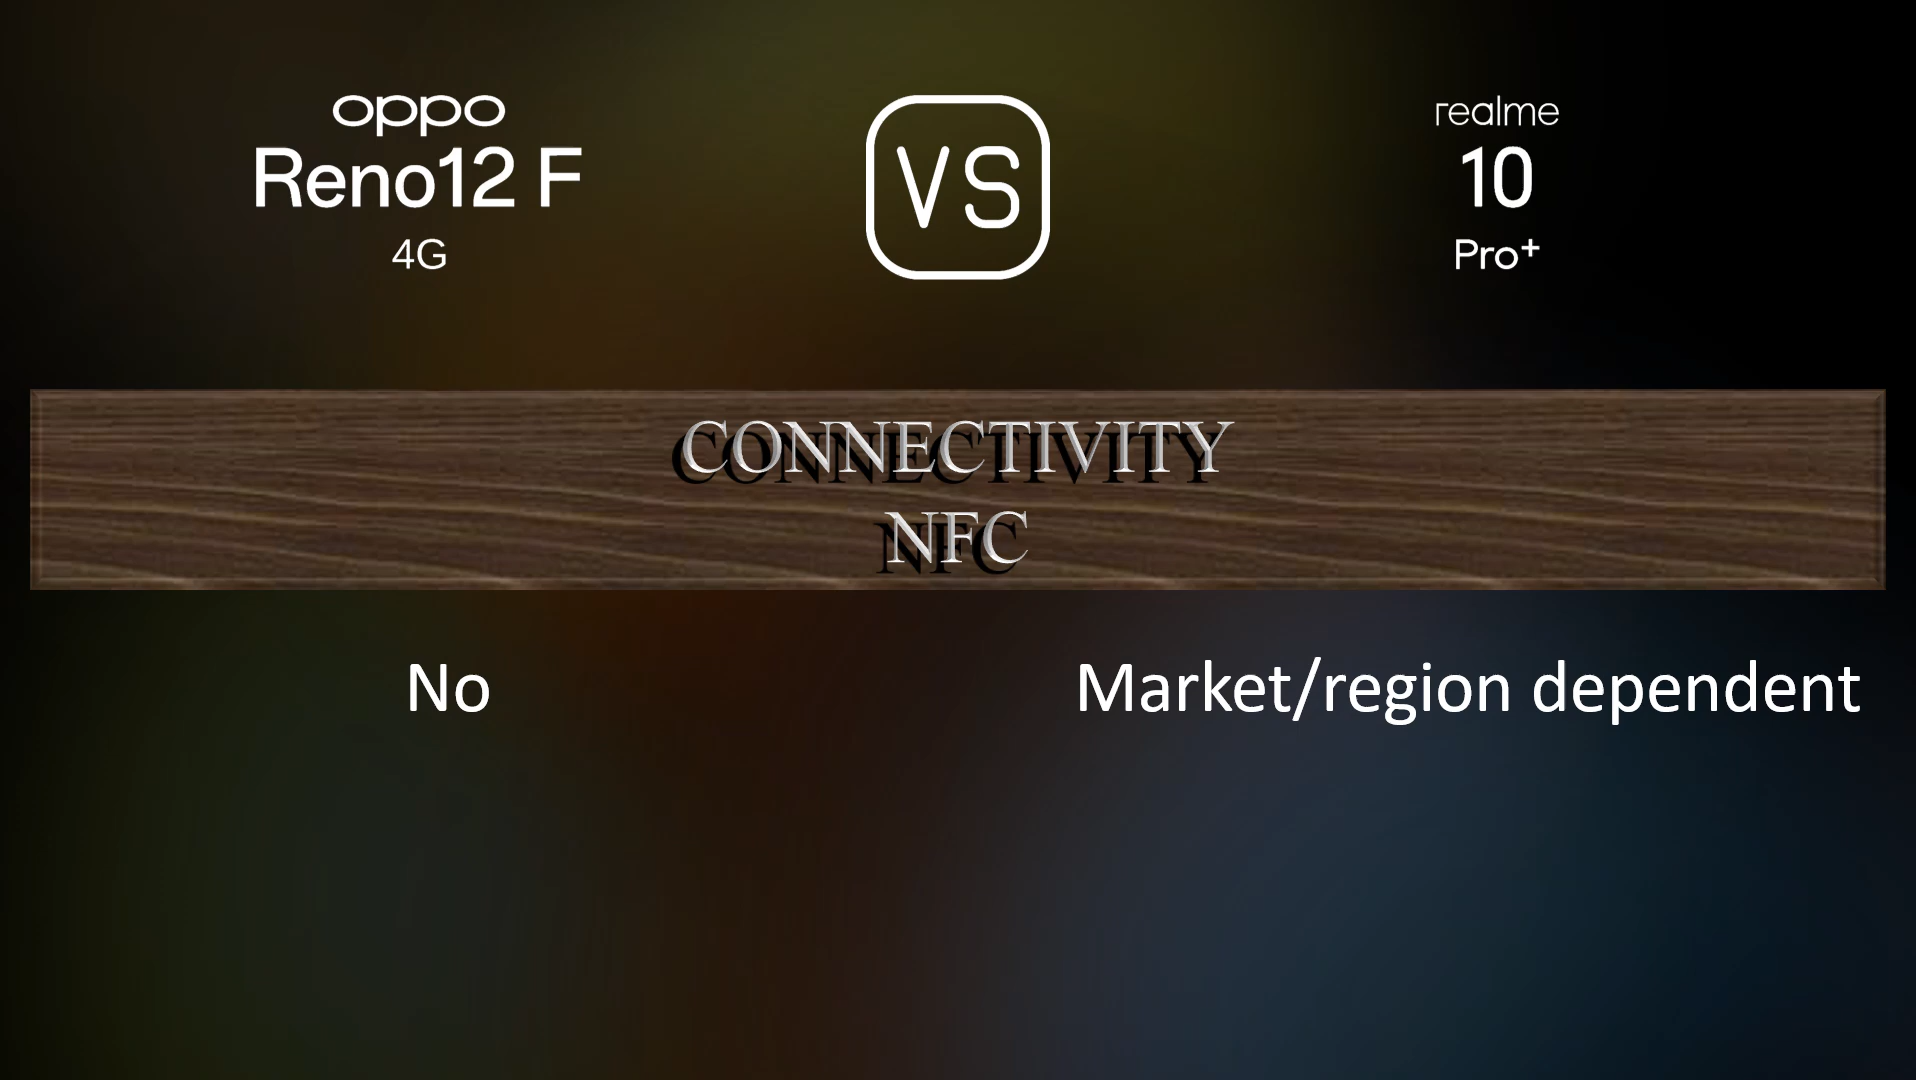 oppo
Reno12 F
4G
VS
realme
10
Pro+
CONNECTIVITY
NFC
No
Market/region dependent